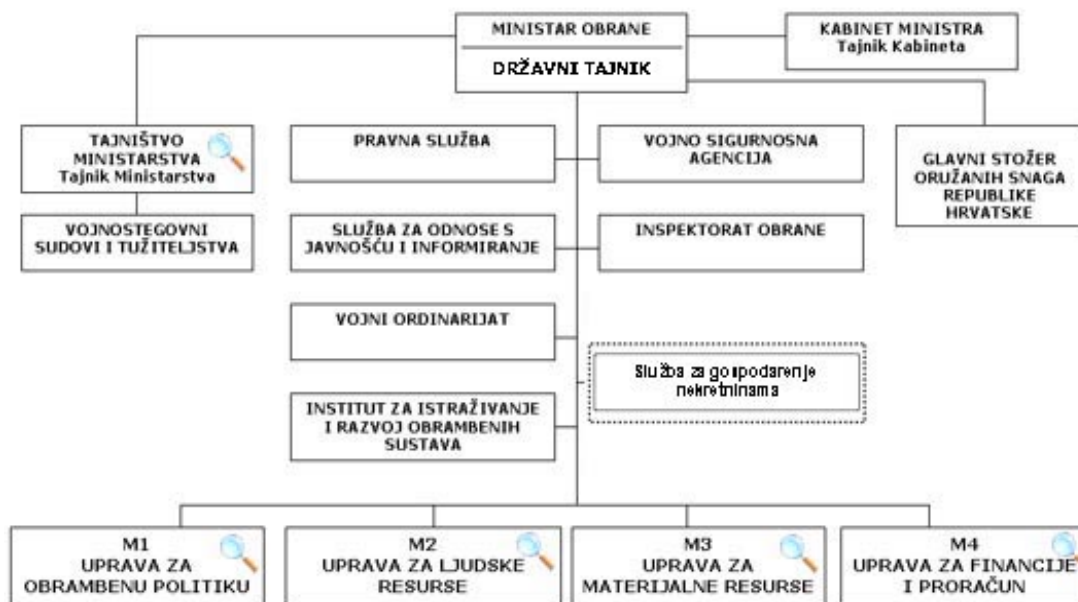 MINISTAR OBRANE
DRŽAVNI TAJNIK
KABINET MINISTRA
Tajnik Kabineta
TAJNIŠTVO
MINISTARSTVA
Tajnik Ministarstva
PRAVNA SLUŽBA
VOJNO SIGURNOSNA
AGENCIJA
GLAVNI STOŽER
ORUŽANIH SNAGA
REPUBLIKE
HRVATSKE
VOJNOSTEGOVNI
SUDOVI I TUŽITELJSTVA
SLUŽBA ZA ODNOSE S
JAVNOŠĆU I INFORMIRANJE
INSPEKTORAT OBRANE
VOJNI ORDINARIJAT
Služba za gospodarenje
nekretninama
INSTITUT ZA ISTRAŽIVANJE
I RAZVOJ OBRAMBENIH
SUSTAVA
M1
UPRAVA ZA
OBRAMBENU POLITIKU
M2
UPRAVA ZA LJUDSKE
RESURSE
M3
UPRAVA ZA
MATERIJALNE RESURSE
M4
UPRAVA ZA FINANCIJE
I PRORAČUN